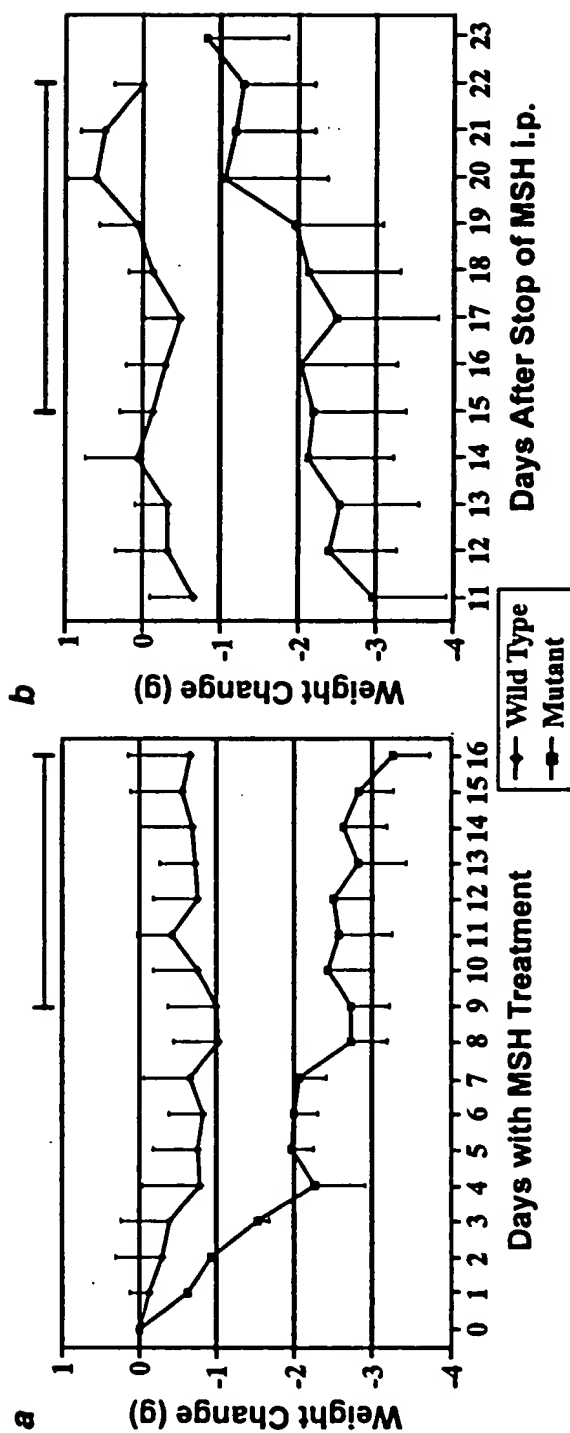 a
1
0
-1
-2
-3
-4
Weight Change (g)
0 1 2 3 4 5 6 7 8 9 10 11 12 13 14 15 16
Days with MSH Treatment
b
1
0
-1
-2
-3
-4
Weight Change (g)
11 12 13 14 15 16 17 18 19 20 21 22 23
Days After Stop of MSH i.p.
Wild Type
Mutant